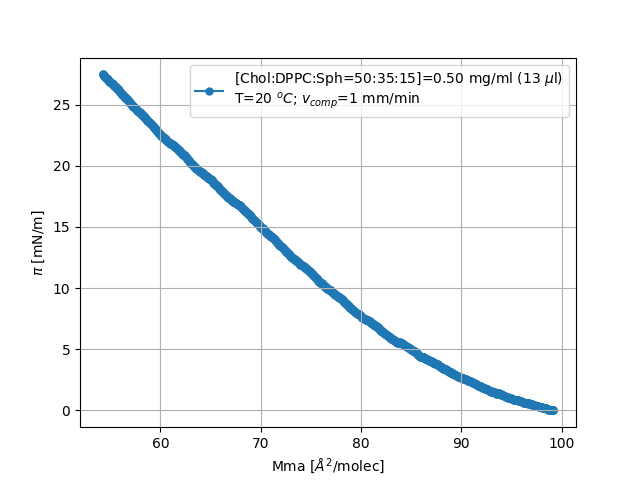 [Chol:DPPC:Sph=50:35:15]=0.50 mg/ml (13 μl)
T=20 °C; v_comp=1 mm/min
25
20
15
10
5
0
π [mN/m]
60 70 80 90 100
Mma [Å²/molec]